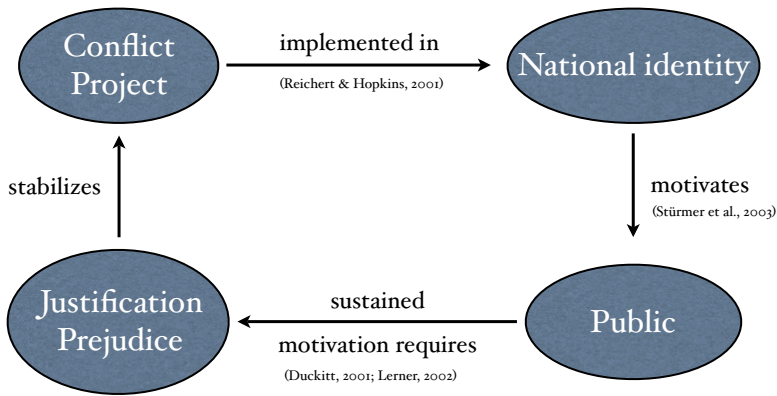 Conflict
Project
implemented in
(Reichert & Hopkins, 2001)
National identity
motivates
(Stürmer et al., 2003)
Public
sustained
motivation requires
(Duckitt, 2001; Lerner, 2002)
Justification
Prejudice
stabilizes